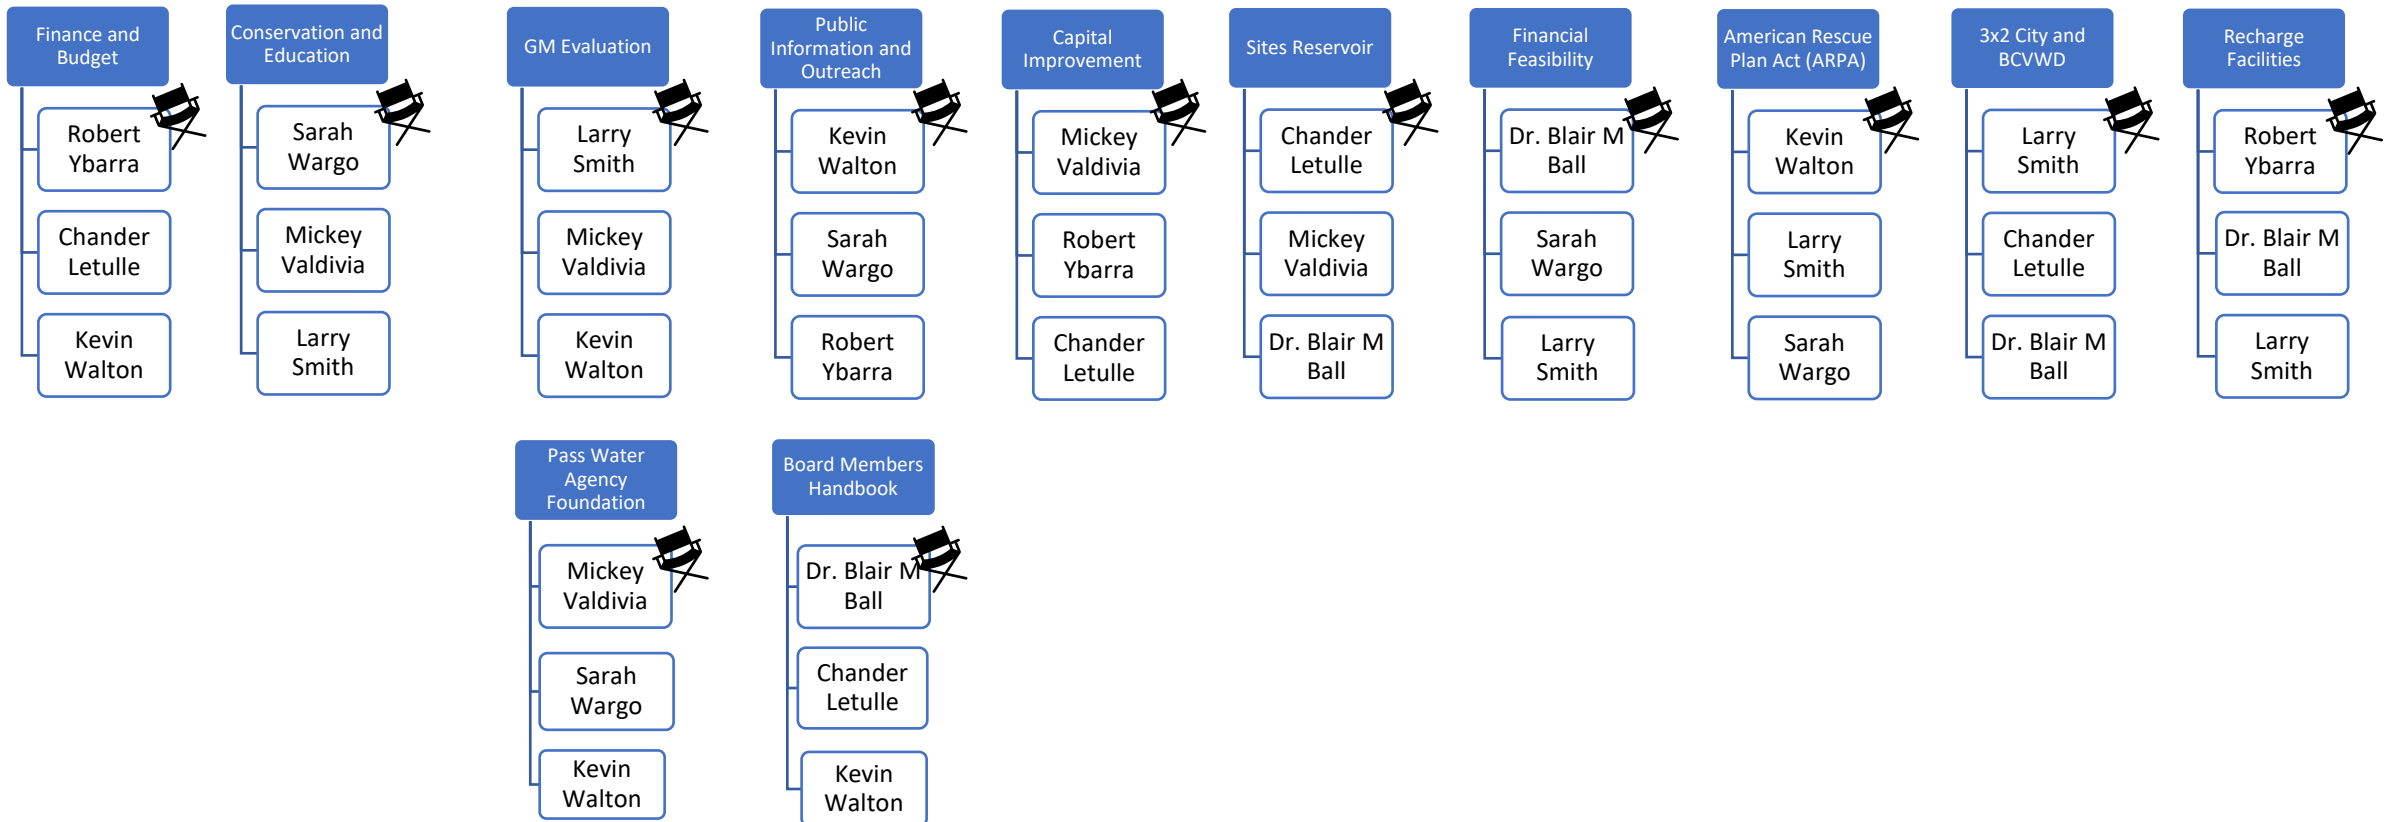 Finance and
Budget
Robert
Ybarra
Chander
Letulle
Kevin
Walton
Conservation and
Education
Sarah
Wargo
Mickey
Valdivia
Larry
Smith
GM Evaluation
Larry
Smith
Mickey
Valdivia
Kevin
Walton
Public
Information and
Outreach
Kevin
Walton
Sarah
Wargo
Robert
Ybarra
Capital
Improvement
Mickey
Valdivia
Robert
Ybarra
Chander
Letulle
Sites Reservoir
Chander
Letulle
Mickey
Valdivia
Dr. Blair M
Ball
Financial
Feasibility
Dr. Blair M
Ball
Sarah
Wargo
Larry
Smith
American Rescue
Plan Act (ARPA)
Kevin
Walton
Larry
Smith
Sarah
Wargo
3x2 City and
BCVWD
Larry
Smith
Chander
Letulle
Dr. Blair M
Ball
Recharge
Facilities
Robert
Ybarra
Dr. Blair M
Ball
Larry
Smith
Pass Water
Agency
Foundation
Mickey
Valdivia
Sarah
Wargo
Kevin
Walton
Board Members
Handbook
Dr. Blair M
Ball
Chander
Letulle
Kevin
Walton